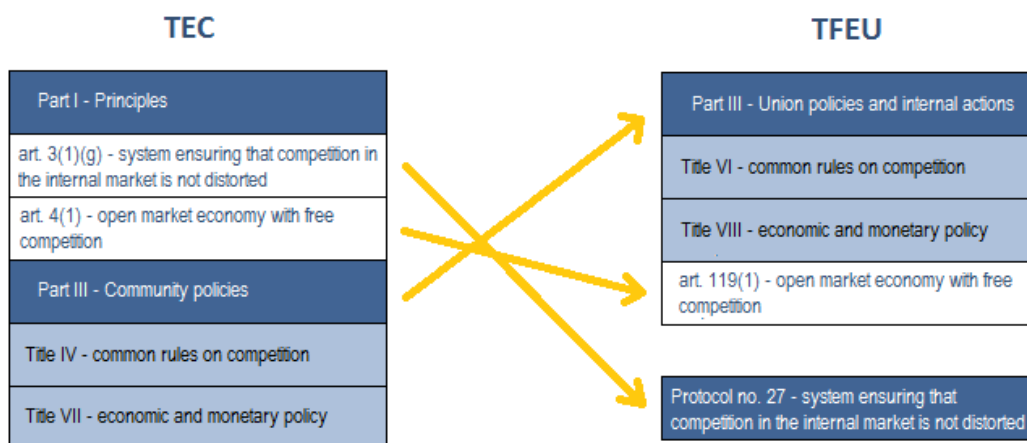 TEC
Part I - Principles
art. 3(1)(g) - system ensuring that competition in
the internal market is not distorted
art. 4(1) - open market economy with free
competition
Part III - Community policies
Title IV - common rules on competition
Title VII - economic and monetary policy
TFEU
Part III - Union policies and internal actions
Title VI - common rules on competition
Title VIII - economic and monetary policy
art. 119(1) - open market economy with free
competition
Protocol no. 27 - system ensuring that
competition in the internal market is not distorted